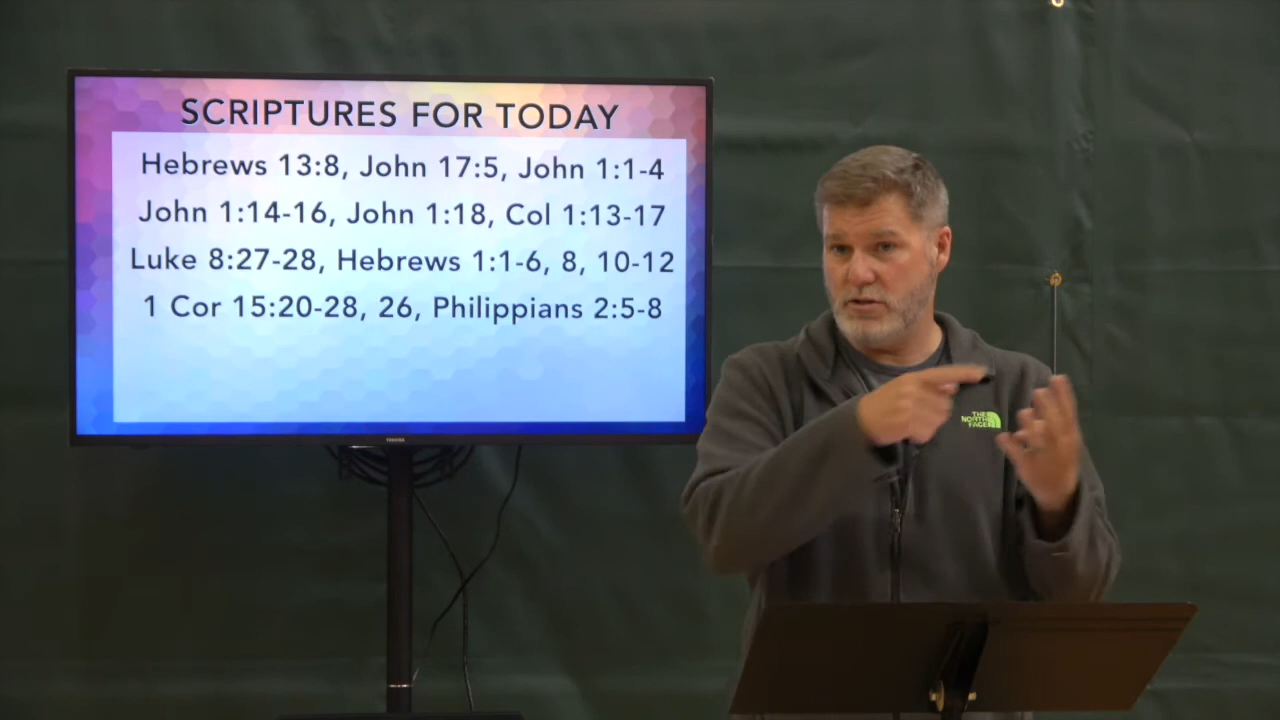 SCRIPTURES FOR TODAY
Hebrews 13:8, John 17:5, John 1:1-4
John 1:14-16, John 1:18, Col 1:13-17
Luke 8:27-28, Hebrews 1:1-6, 8, 10-12
1 Cor 15:20-28, 26, Philippians 2:5-8
TOSHIBA
THE
NORTH
FACE